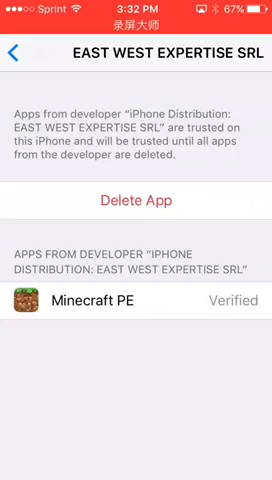 Sprint 3:32 PM 67%
录屏大师
EAST WEST EXPERTISE SRL
Apps from developer “iPhone Distribution:
EAST WEST EXPERTISE SRL” are trusted on
this iPhone and will be trusted until all apps
from the developer are deleted.
Delete App
APPS FROM DEVELOPER “IPHONE
DISTRIBUTION: EAST WEST EXPERTISE SRL”
Minecraft PE Verified